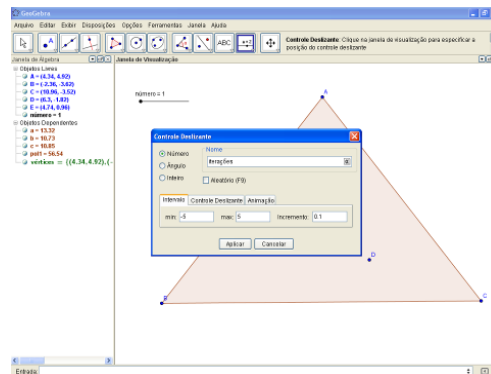 GeoGebra
Arquivo Editar Exibir Disposições Opções Ferramentas Janela Ajuda
ABC
a=2
Controle Deslizante: Clique na janela de visualização para especificar a
posição do controle deslizante
Janela de Álgebra
Janela de Visualização
Objetos Livres
A = (4.34, 4.92)
B = (-2.36, -3.62)
C = (10.96, -3.52)
D = (6.3, -1.82)
E = (4.74, 0.96)
número = 1
Objetos Dependentes
a = 13.32
b = 10.73
c = 10.85
pol1 = 56.54
vértices = {(4.34, 4.92),(-
número = 1
A
B
C
D
Controle Deslizante
Número
Ângulo
Inteiro
Nome
iterações
Aleatório (F9)
Intervalo Controle Deslizante Animação
min: -5 max: 5 Incremento: 0.1
Aplicar Cancelar
Entrada: